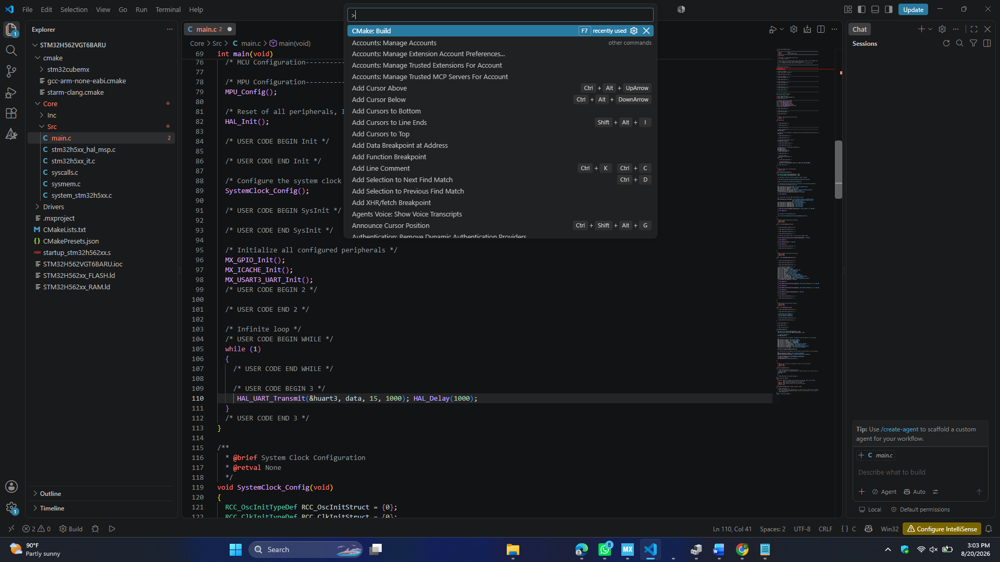 File Edit Selection View Go Run Terminal Help
>
Update
Explorer
STM32H562VGT6BARU
cmake
stm32cubemx
gcc-arm-none-eabi.cmake
starm-clang.cmake
Core
Inc
Src
main.c 2
stm32h5xx_hal_msp.c
stm32h5xx_it.c
syscalls.c
sysmem.c
system_stm32h5xx.c
Drivers
.mxproject
CMakeLists.txt
CMakePresets.json
startup_stm32h562xx.s
STM32H562VGT6BARU.ioc
STM32H562xx_FLASH.ld
STM32H562xx_RAM.ld
Outline
Timeline
main.c 2
Core > Src > C main.c > main(void)
69 int main(void)
76 /* MCU Configuration----------
77
78 /* MPU Configuration----------
79 MPU_Config();
80
81 /* Reset of all peripherals, I
82 HAL_Init();
83
84 /* USER CODE BEGIN Init */
85
86 /* USER CODE END Init */
87
88 /* Configure the system clock
89 SystemClock_Config();
90
91 /* USER CODE BEGIN SysInit */
92
93 /* USER CODE END SysInit */
94
95 /* Initialize all configured peripherals */
96 MX_GPIO_Init();
97 MX_ICACHE_Init();
98 MX_USART3_UART_Init();
99 /* USER CODE BEGIN 2 */
100
101 /* USER CODE END 2 */
102
103 /* Infinite loop */
104 /* USER CODE BEGIN WHILE */
105 while (1)
106 {
107 /* USER CODE END WHILE */
108
109 /* USER CODE BEGIN 3 */
110 HAL_UART_Transmit(&huart3, data, 15, 1000); HAL_Delay(1000);
111 }
112 /* USER CODE END 3 */
113 }
114
115 /**
116 * @brief System Clock Configuration
117 * @retval None
118 */
119 void SystemClock_Config(void)
120 {
121 RCC_OscInitTypeDef RCC_OscInitStruct = {0};
122 RCC_ClkInitTypeDef RCC_ClkInitStruct = {0};
CMake: Build F7 recently used
Accounts: Manage Accounts other commands
Accounts: Manage Extension Account Preferences...
Accounts: Manage Trusted Extensions For Account
Accounts: Manage Trusted MCP Servers For Account
Add Cursor Above Ctrl + Alt + UpArrow
Add Cursor Below Ctrl + Alt + DownArrow
Add Cursors to Bottom
Add Cursors to Line Ends Shift + Alt + I
Add Cursors to Top
Add Data Breakpoint at Address
Add Function Breakpoint
Add Line Comment Ctrl + K Ctrl + C
Add Selection to Next Find Match Ctrl + D
Add Selection to Previous Find Match
Add XHR/fetch Breakpoint
Agents Voice: Show Voice Transcripts
Announce Cursor Position Ctrl + Shift + Alt + G
Authentication: Remove Dynamic Authentication Providers
Chat
Sessions
Tip: Use /create-agent to scaffold a custom
agent for your workflow.
C main.c
Describe what to build
Agent Auto
Local Default permissions
2 0 Build
Ln 110, Col 41 Spaces: 2 UTF-8 CRLF { } C Win32 Configure IntelliSense
90°F
Partly sunny
Search
8
MX
3:03 PM
8/20/2026